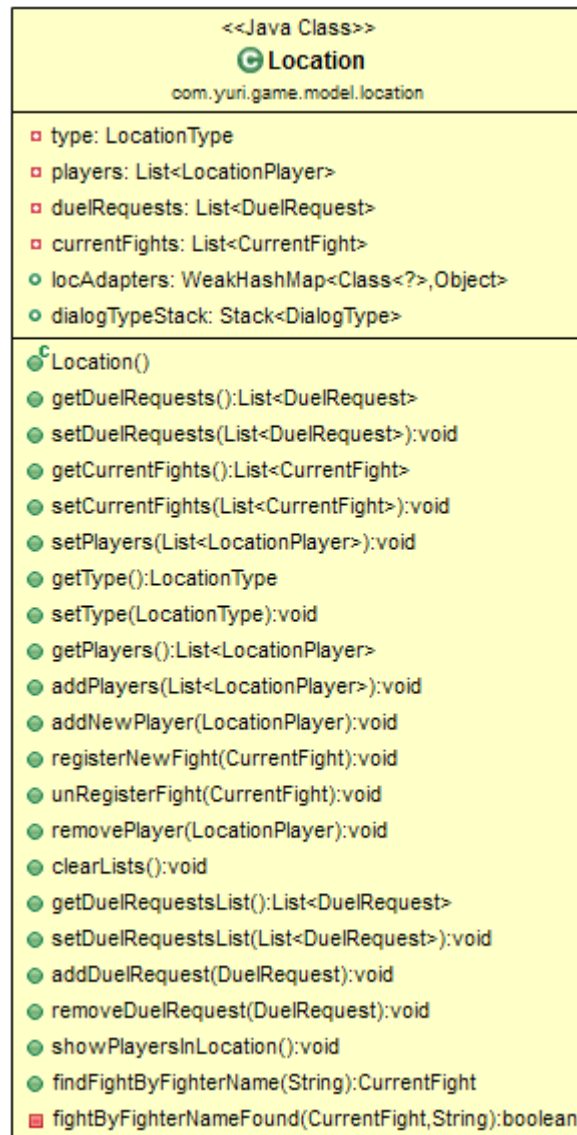 <<Java Class>>
Location
com.yuri.game.model.location
type: LocationType
players: List<LocationPlayer>
duelRequests: List<DuelRequest>
currentFights: List<CurrentFight>
locAdapters: WeakHashMap<Class<?>,Object>
dialogTypeStack: Stack<DialogType>
Location()
getDuelRequests():List<DuelRequest>
setDuelRequests(List<DuelRequest>):void
getCurrentFights():List<CurrentFight>
setCurrentFights(List<CurrentFight>):void
setPlayers(List<LocationPlayer>):void
getType():LocationType
setType(LocationType):void
getPlayers():List<LocationPlayer>
addPlayers(List<LocationPlayer>):void
addNewPlayer(LocationPlayer):void
registerNewFight(CurrentFight):void
unRegisterFight(CurrentFight):void
removePlayer(LocationPlayer):void
clearLists():void
getDuelRequestsList():List<DuelRequest>
setDuelRequestsList(List<DuelRequest>):void
addDuelRequest(DuelRequest):void
removeDuelRequest(DuelRequest):void
showPlayersInLocation():void
findFightByFighterName(String):CurrentFight
fightByFighterNameFound(CurrentFight,String):boolean